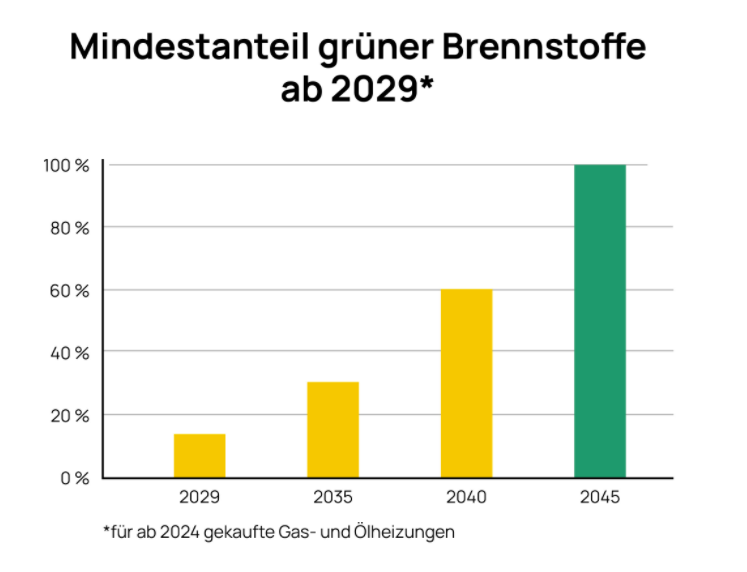 Mindestanteil grüner Brennstoffe
ab 2029*
100 %
80 %
60 %
40 %
20 %
0 %
2029 2035 2040 2045
*für ab 2024 gekaufte Gas- und Ölheizungen